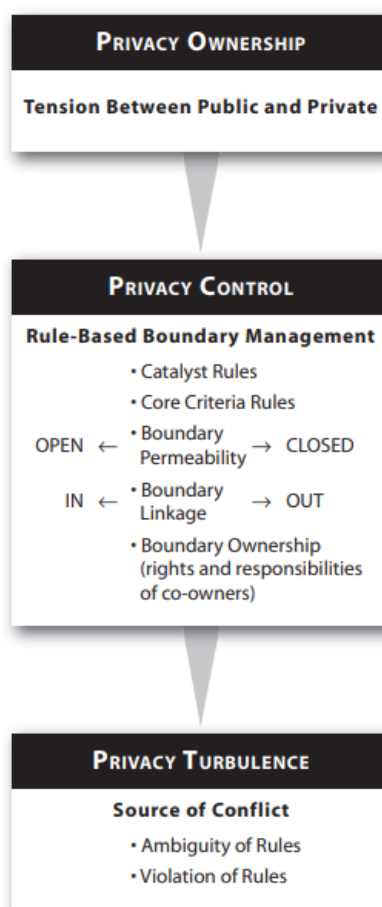 PRIVACY OWNERSHIP
Tension Between Public and Private
PRIVACY CONTROL
Rule-Based Boundary Management
• Catalyst Rules
• Core Criteria Rules
OPEN ← • Boundary Permeability → CLOSED
IN ← • Boundary Linkage → OUT
• Boundary Ownership
(rights and responsibilities
of co-owners)
PRIVACY TURBULENCE
Source of Conflict
• Ambiguity of Rules
• Violation of Rules